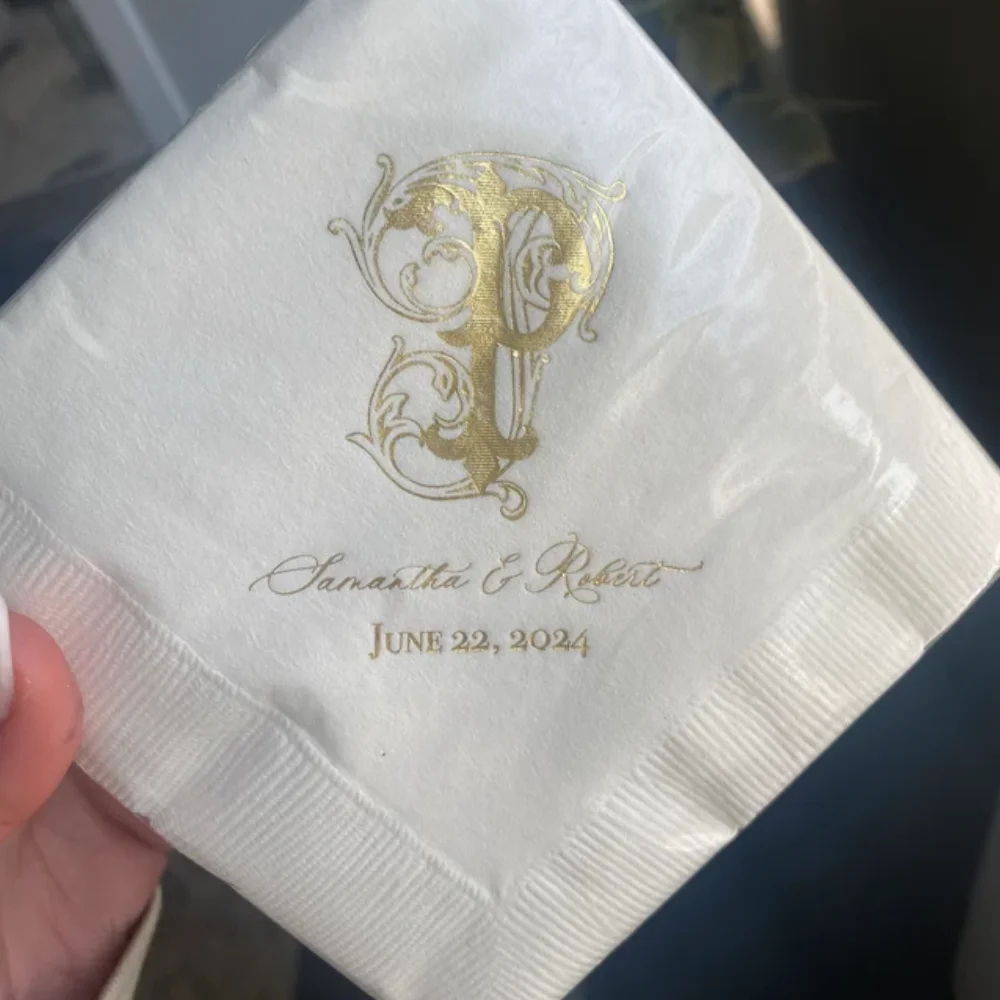 P
Samantha & Robert
June 22, 2024